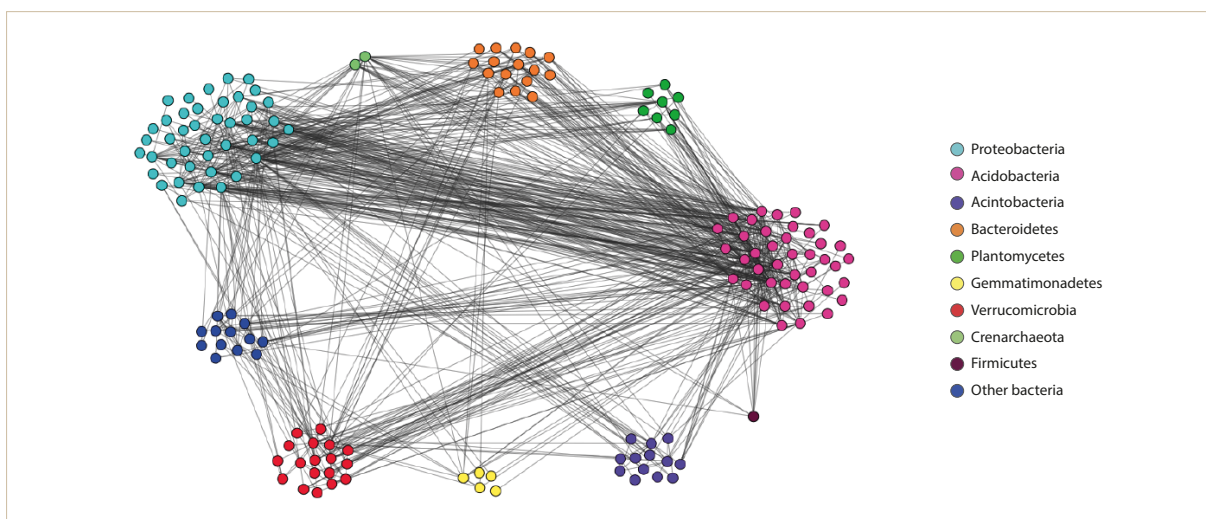 Proteobacteria
Acidobacteria
Acintobacteria
Bacteroidetes
Plantomycetes
Gemmatimonadetes
Verrucomicrobia
Crenarchaeota
Firmicutes
Other bacteria